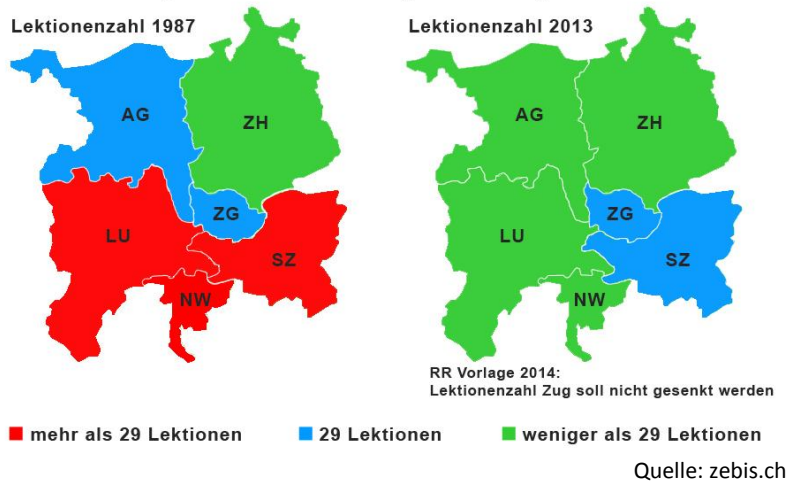 Lektionenzahl 1987
Lektionenzahl 2013
AG
ZH
ZG
LU
SZ
NW
AG
ZH
ZG
LU
SZ
NW
RR Vorlage 2014:
Lektionenzahl Zug soll nicht gesenkt werden
mehr als 29 Lektionen
29 Lektionen
weniger als 29 Lektionen
Quelle: zebis.ch